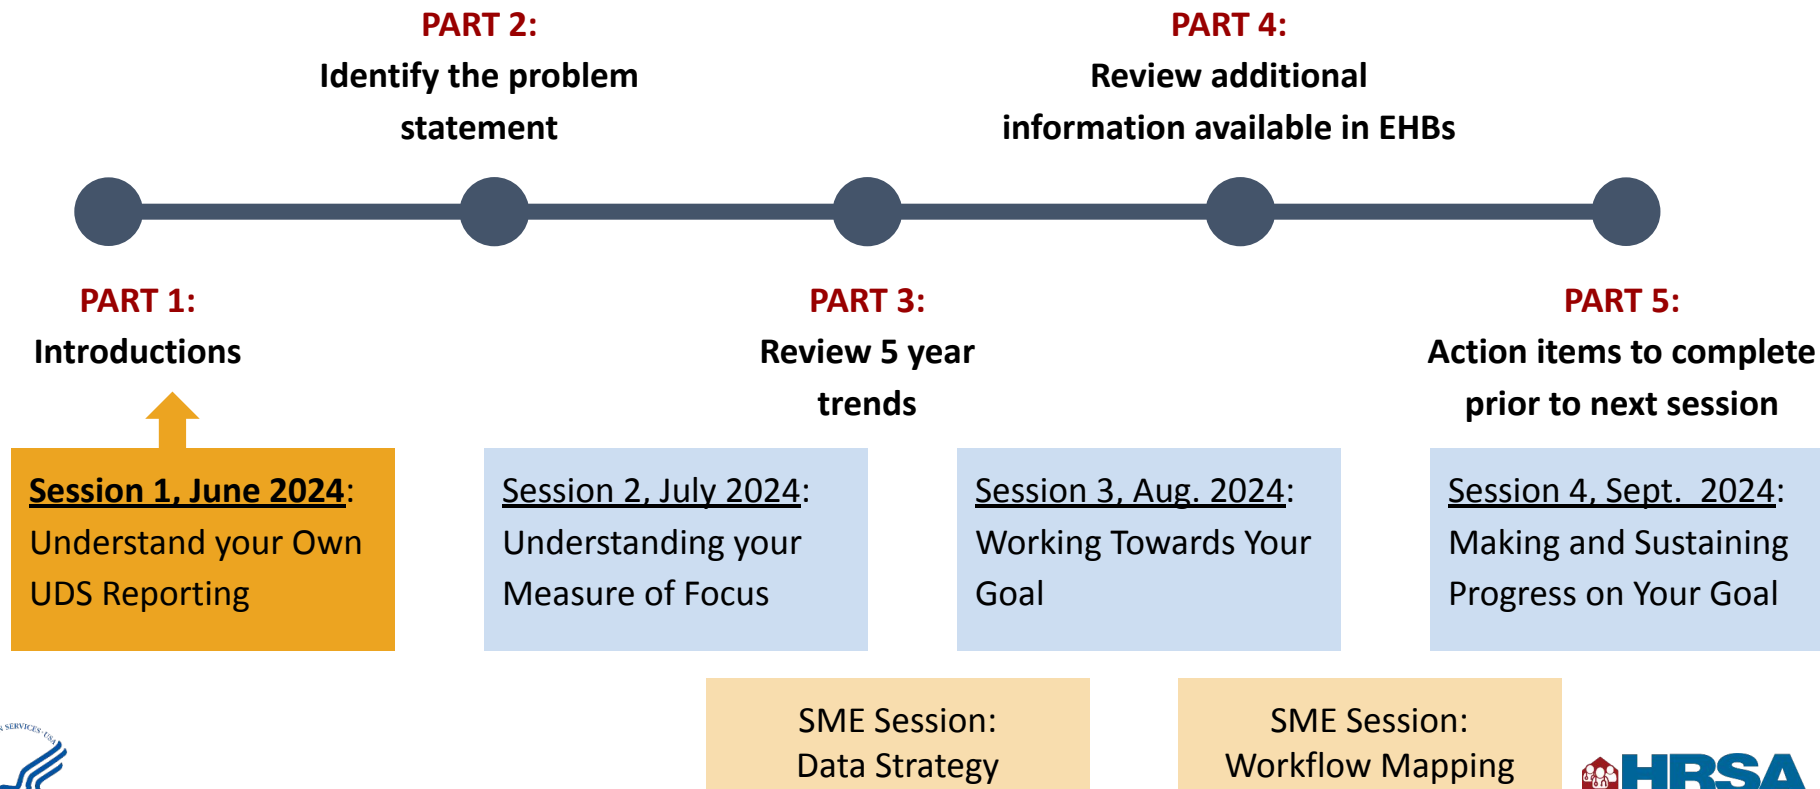 PART 2:
Identify the problem
statement
PART 4:
Review additional
information available in EHBs
PART 1:
Introductions
PART 3:
Review 5 year
trends
PART 5:
Action items to complete
prior to next session
Session 1, June 2024:
Understand your Own
UDS Reporting
Session 2, July 2024:
Understanding your
Measure of Focus
Session 3, Aug. 2024:
Working Towards Your
Goal
Session 4, Sept. 2024:
Making and Sustaining
Progress on Your Goal
SME Session:
Data Strategy
SME Session:
Workflow Mapping
SERVICES·USA
HRSA